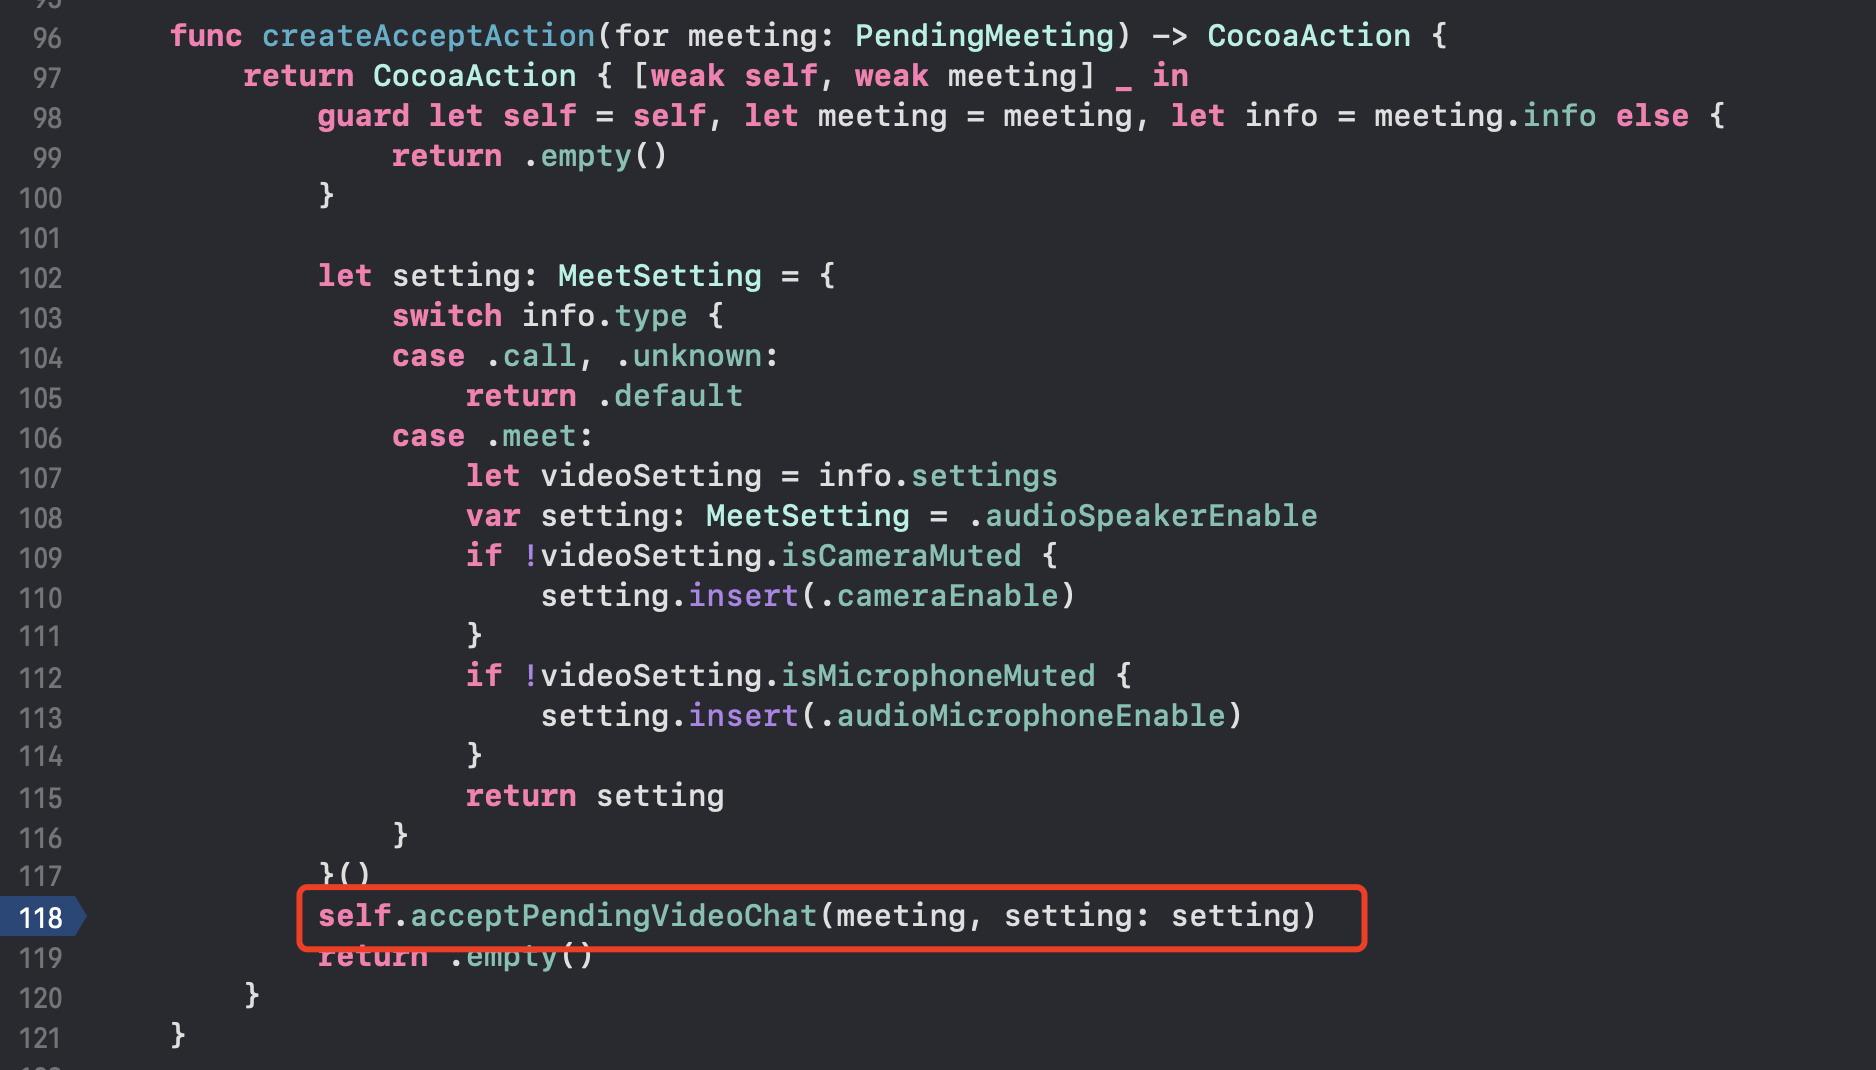 96 func createAcceptAction(for meeting: PendingMeeting) -> CocoaAction {
97 return CocoaAction { [weak self, weak meeting] _ in
98 guard let self = self, let meeting = meeting, let info = meeting.info else {
99 return .empty()
100 }
101
102 let setting: MeetSetting = {
103 switch info.type {
104 case .call, .unknown:
105 return .default
106 case .meet:
107 let videoSetting = info.settings
108 var setting: MeetSetting = .audioSpeakerEnable
109 if !videoSetting.isCameraMuted {
110 setting.insert(.cameraEnable)
111 }
112 if !videoSetting.isMicrophoneMuted {
113 setting.insert(.audioMicrophoneEnable)
114 }
115 return setting
116 }
117 }()
118 self.acceptPendingVideoChat(meeting, setting: setting)
119 return .empty()
120 }
121 }